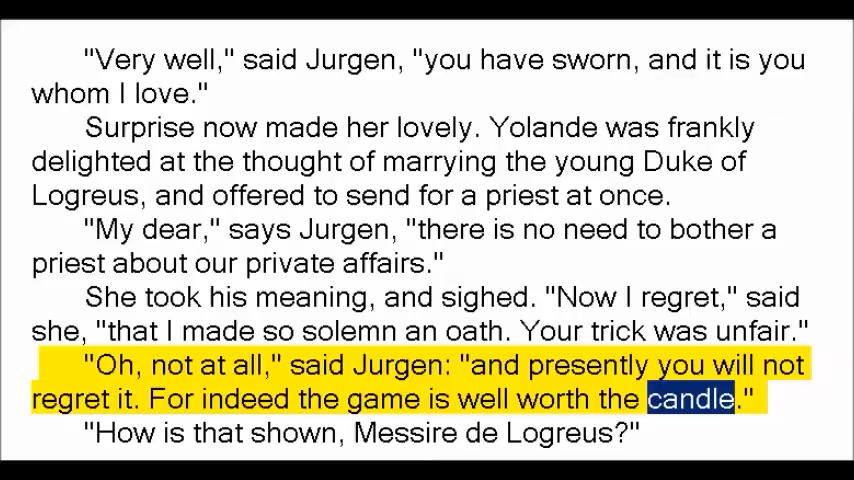 "Very well," said Jurgen, "you have sworn, and it is you
whom I love."
Surprise now made her lovely. Yolande was frankly
delighted at the thought of marrying the young Duke of
Logreus, and offered to send for a priest at once.
"My dear," says Jurgen, "there is no need to bother a
priest about our private affairs."
She took his meaning, and sighed. "Now I regret," said
she, "that I made so solemn an oath. Your trick was unfair."
"Oh, not at all," said Jurgen: "and presently you will not
regret it. For indeed the game is well worth the candle."
"How is that shown, Messire de Logreus?"